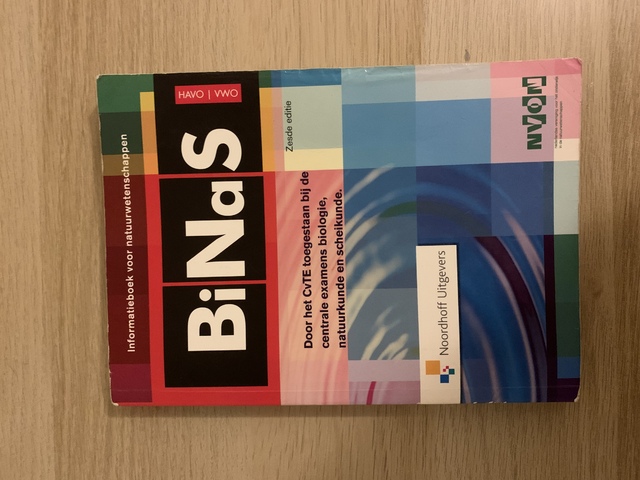 Informatieboek voor natuurwetenschappen
BiNaS
HAVO | VWO
Zesde editie
Door het CvTE toegestaan bij de
centrale examens biologie,
natuurkunde en scheikunde.
Noordhoff Uitgevers
NVON